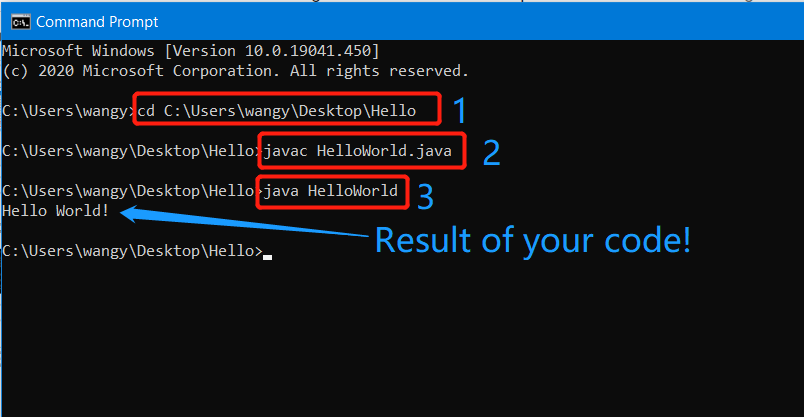 C:\. Command Prompt
Microsoft Windows [Version 10.0.19041.450]
(c) 2020 Microsoft Corporation. All rights reserved.
C:\Users\wangy>cd C:\Users\wangy\Desktop\Hello 1
C:\Users\wangy\Desktop\Hello>javac HelloWorld.java 2
C:\Users\wangy\Desktop\Hello>java HelloWorld 3
Hello World!
Result of your code!
C:\Users\wangy\Desktop\Hello>